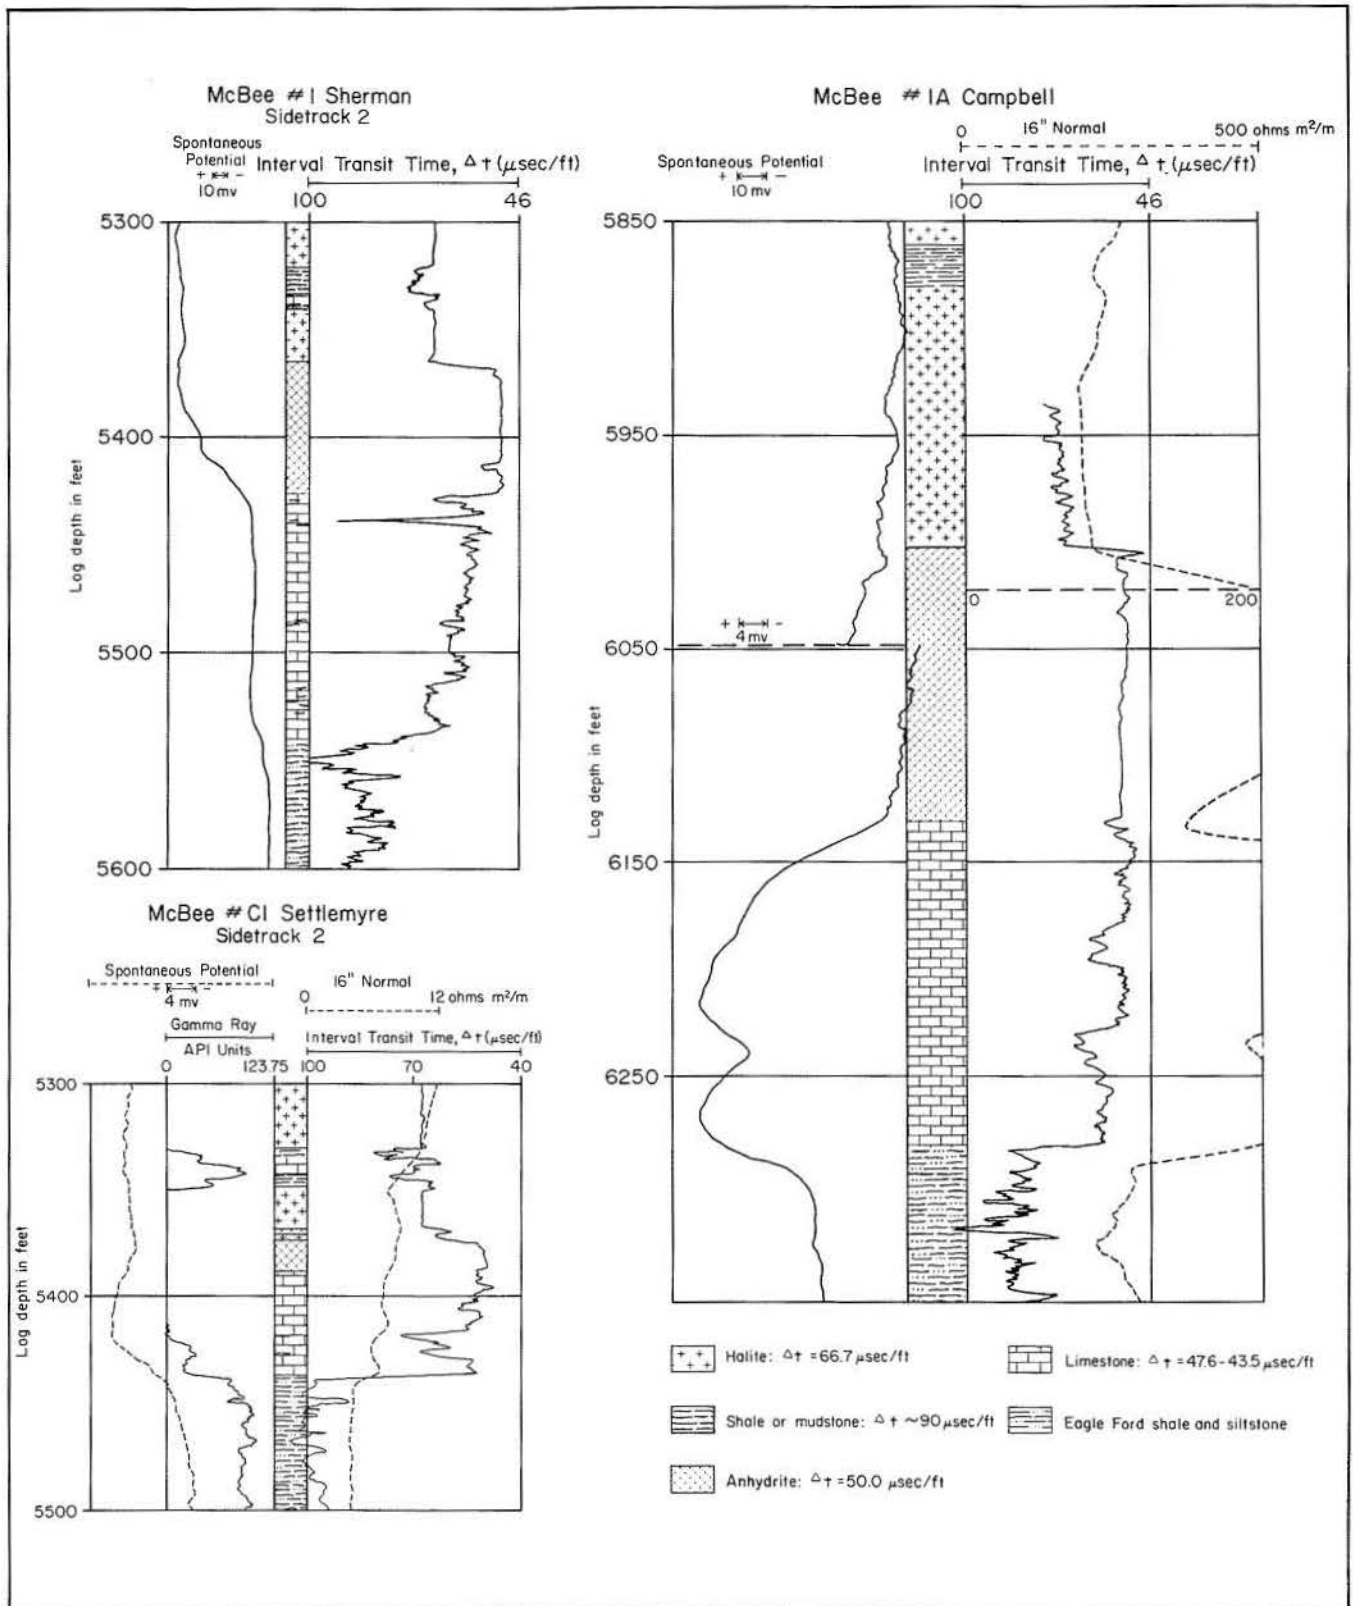 McBee #1 Sherman
Sidetrack 2
Spontaneous
Potential
+ -
10 mv
Interval Transit Time, Δt (μsec/ft)
100 46
5300
5400
5500
5600
Log depth in feet
McBee #1A Campbell
0 16" Normal 500 ohms m²/m
Spontaneous Potential
+ -
10 mv
Interval Transit Time, Δt (μsec/ft)
100 46
5850
5950
0 200
+ -
4 mv
6050
6150
6250
Log depth in feet
McBee #C1 Settlemyre
Sidetrack 2
Spontaneous Potential
+ -
4 mv
16" Normal
0 12 ohms m²/m
Gamma Ray
API Units
Interval Transit Time, Δt (μsec/ft)
0 123.75 100 70 40
5300
5400
5500
Log depth in feet
Halite: Δt = 66.7 μsec/ft
Limestone: Δt = 47.6-43.5 μsec/ft
Shale or mudstone: Δt ~90 μsec/ft
Eagle Ford shale and siltstone
Anhydrite: Δt = 50.0 μsec/ft